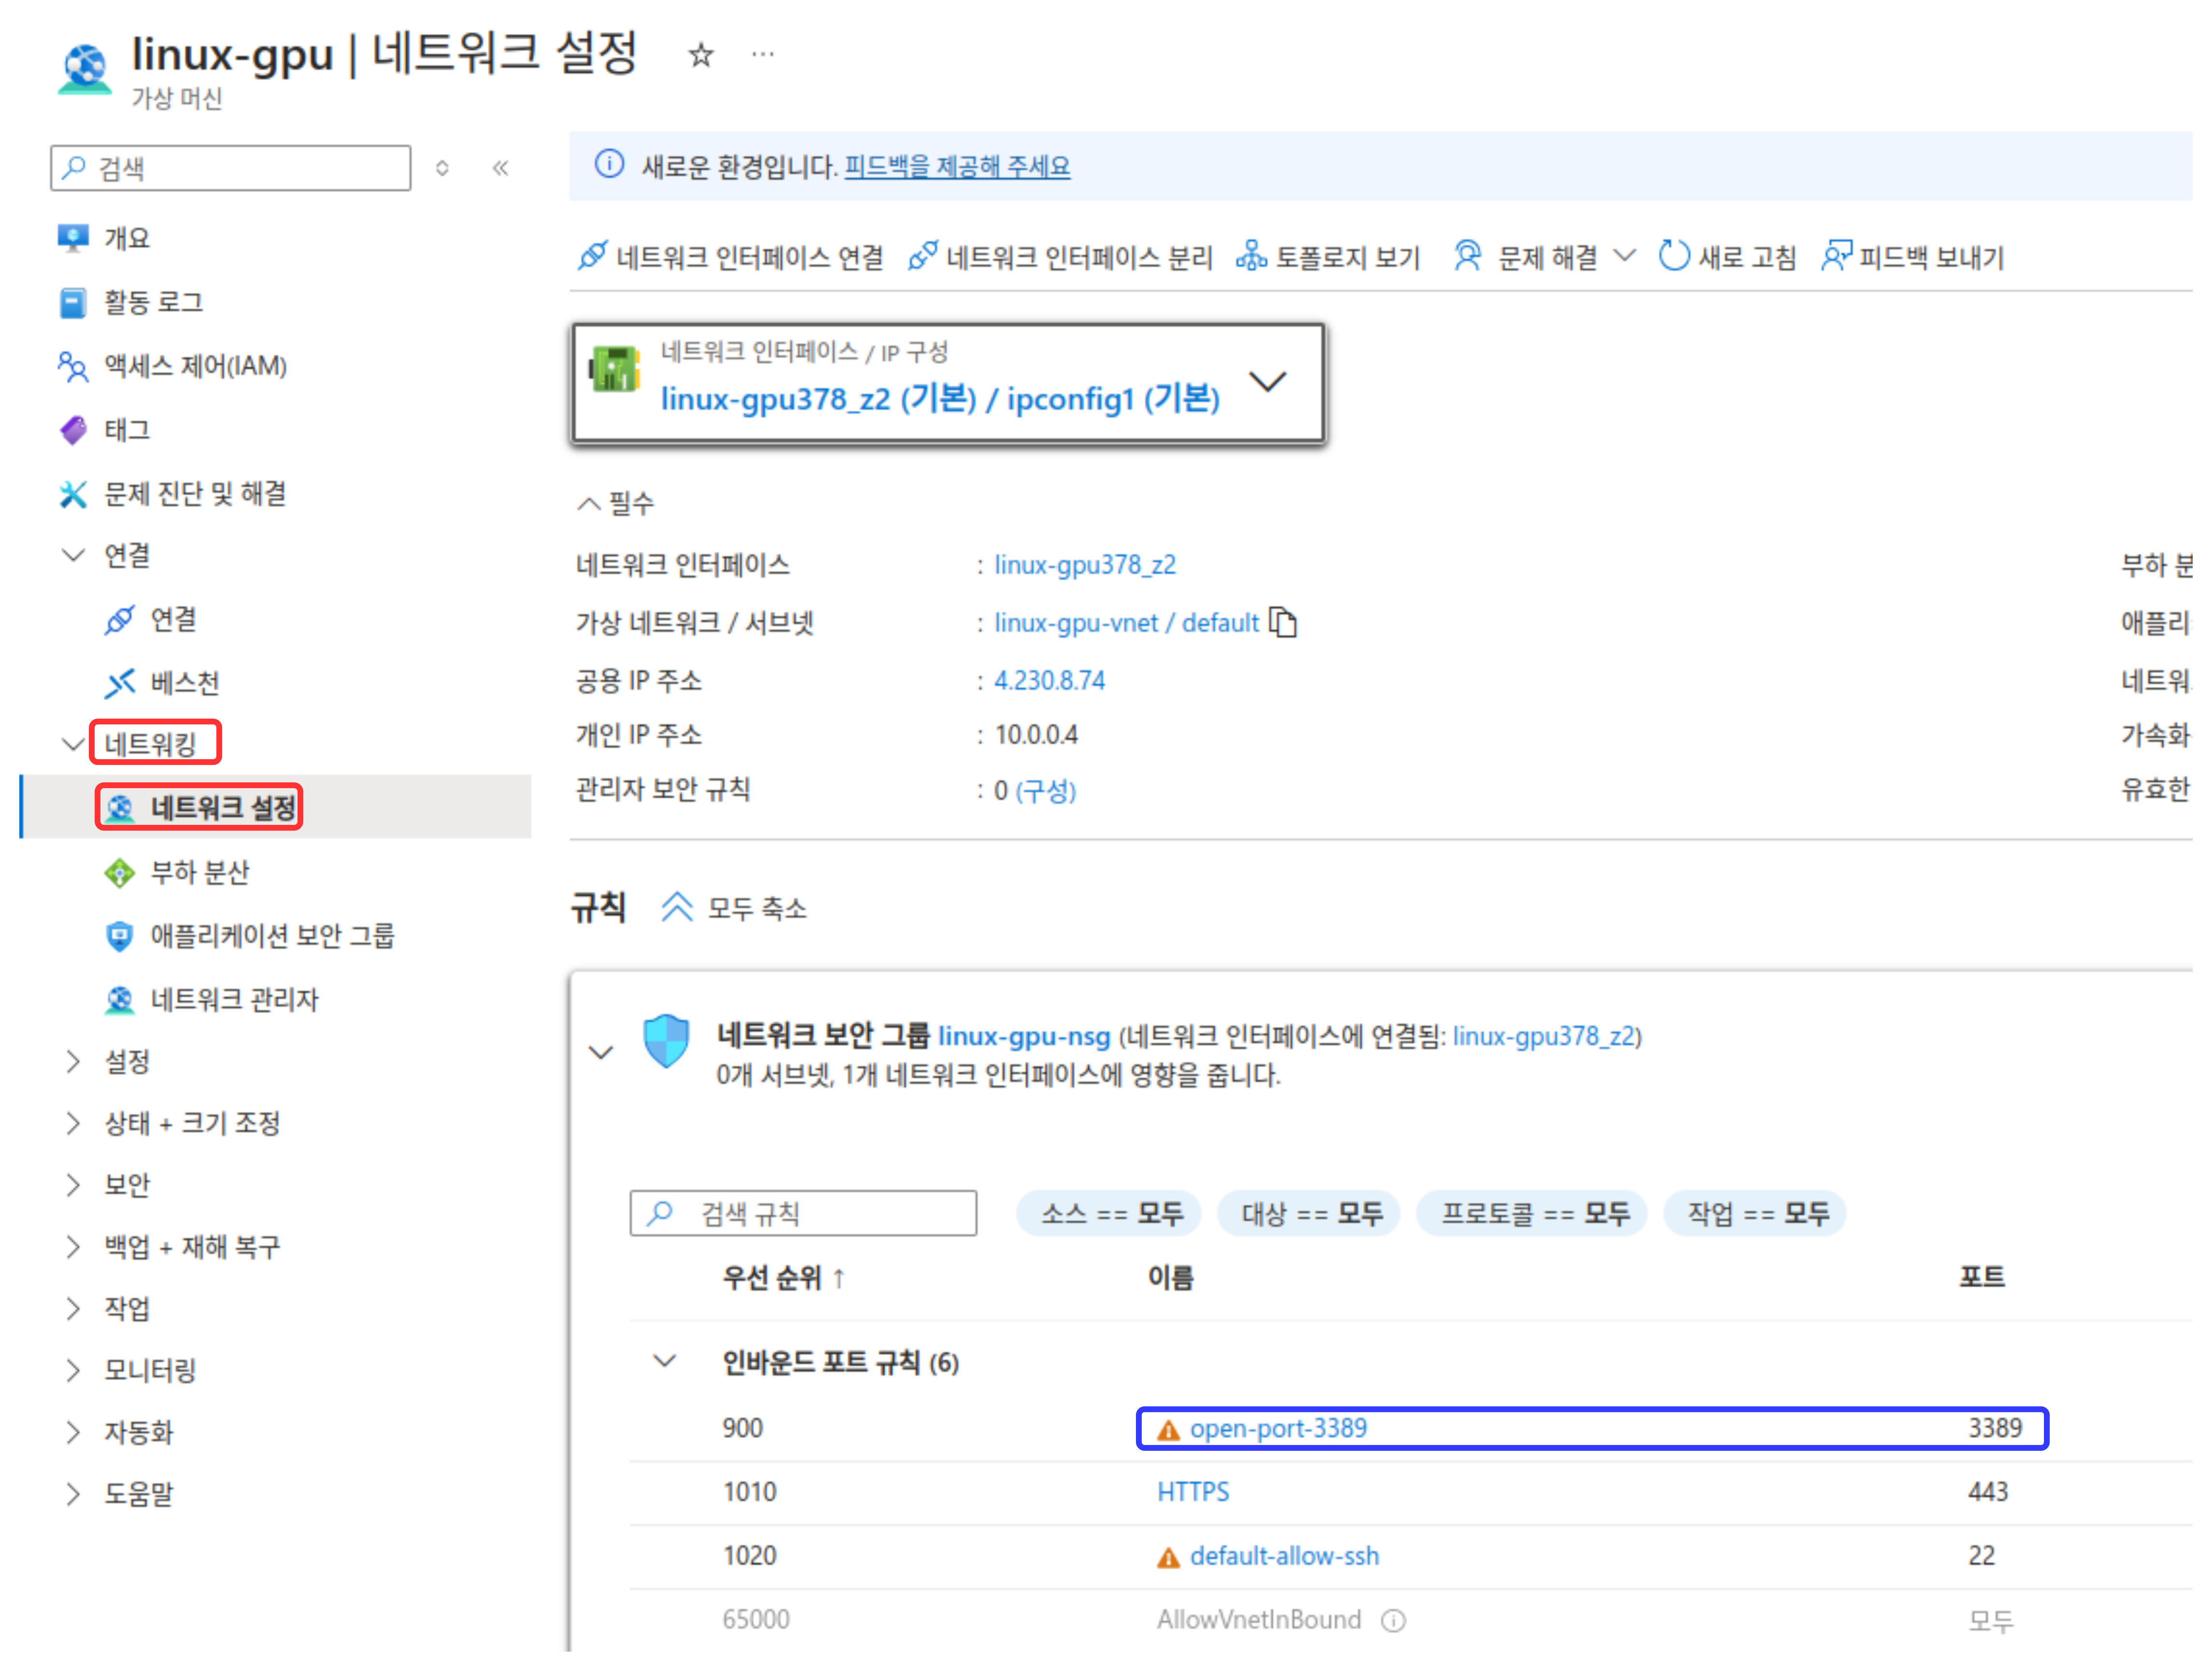 linux-gpu | 네트워크 설정
가상 머신
검색
개요
활동 로그
액세스 제어(IAM)
태그
문제 진단 및 해결
연결
연결
베스천
네트워킹
네트워크 설정
부하 분산
애플리케이션 보안 그룹
네트워크 관리자
설정
상태 + 크기 조정
보안
백업 + 재해 복구
작업
모니터링
자동화
도움말
새로운 환경입니다. 피드백을 제공해 주세요
네트워크 인터페이스 연결 네트워크 인터페이스 분리 토폴로지 보기 문제 해결 새로 고침 피드백 보내기
네트워크 인터페이스 / IP 구성
linux-gpu378_z2 (기본) / ipconfig1 (기본)
필수
네트워크 인터페이스 : linux-gpu378_z2 부하 분
가상 네트워크 / 서브넷 : linux-gpu-vnet / default 애플리
공용 IP 주소 : 4.230.8.74 네트워
개인 IP 주소 : 10.0.0.4 가속화
관리자 보안 규칙 : 0 (구성) 유효한
규칙 모두 축소
네트워크 보안 그룹 linux-gpu-nsg (네트워크 인터페이스에 연결됨: linux-gpu378_z2)
0개 서브넷, 1개 네트워크 인터페이스에 영향을 줍니다.
검색 규칙 소스 == 모두 대상 == 모두 프로토콜 == 모두 작업 == 모두
우선 순위 ↑ 이름 포트
인바운드 포트 규칙 (6)
900 open-port-3389 3389
1010 HTTPS 443
1020 default-allow-ssh 22
65000 AllowVnetInBound 모두